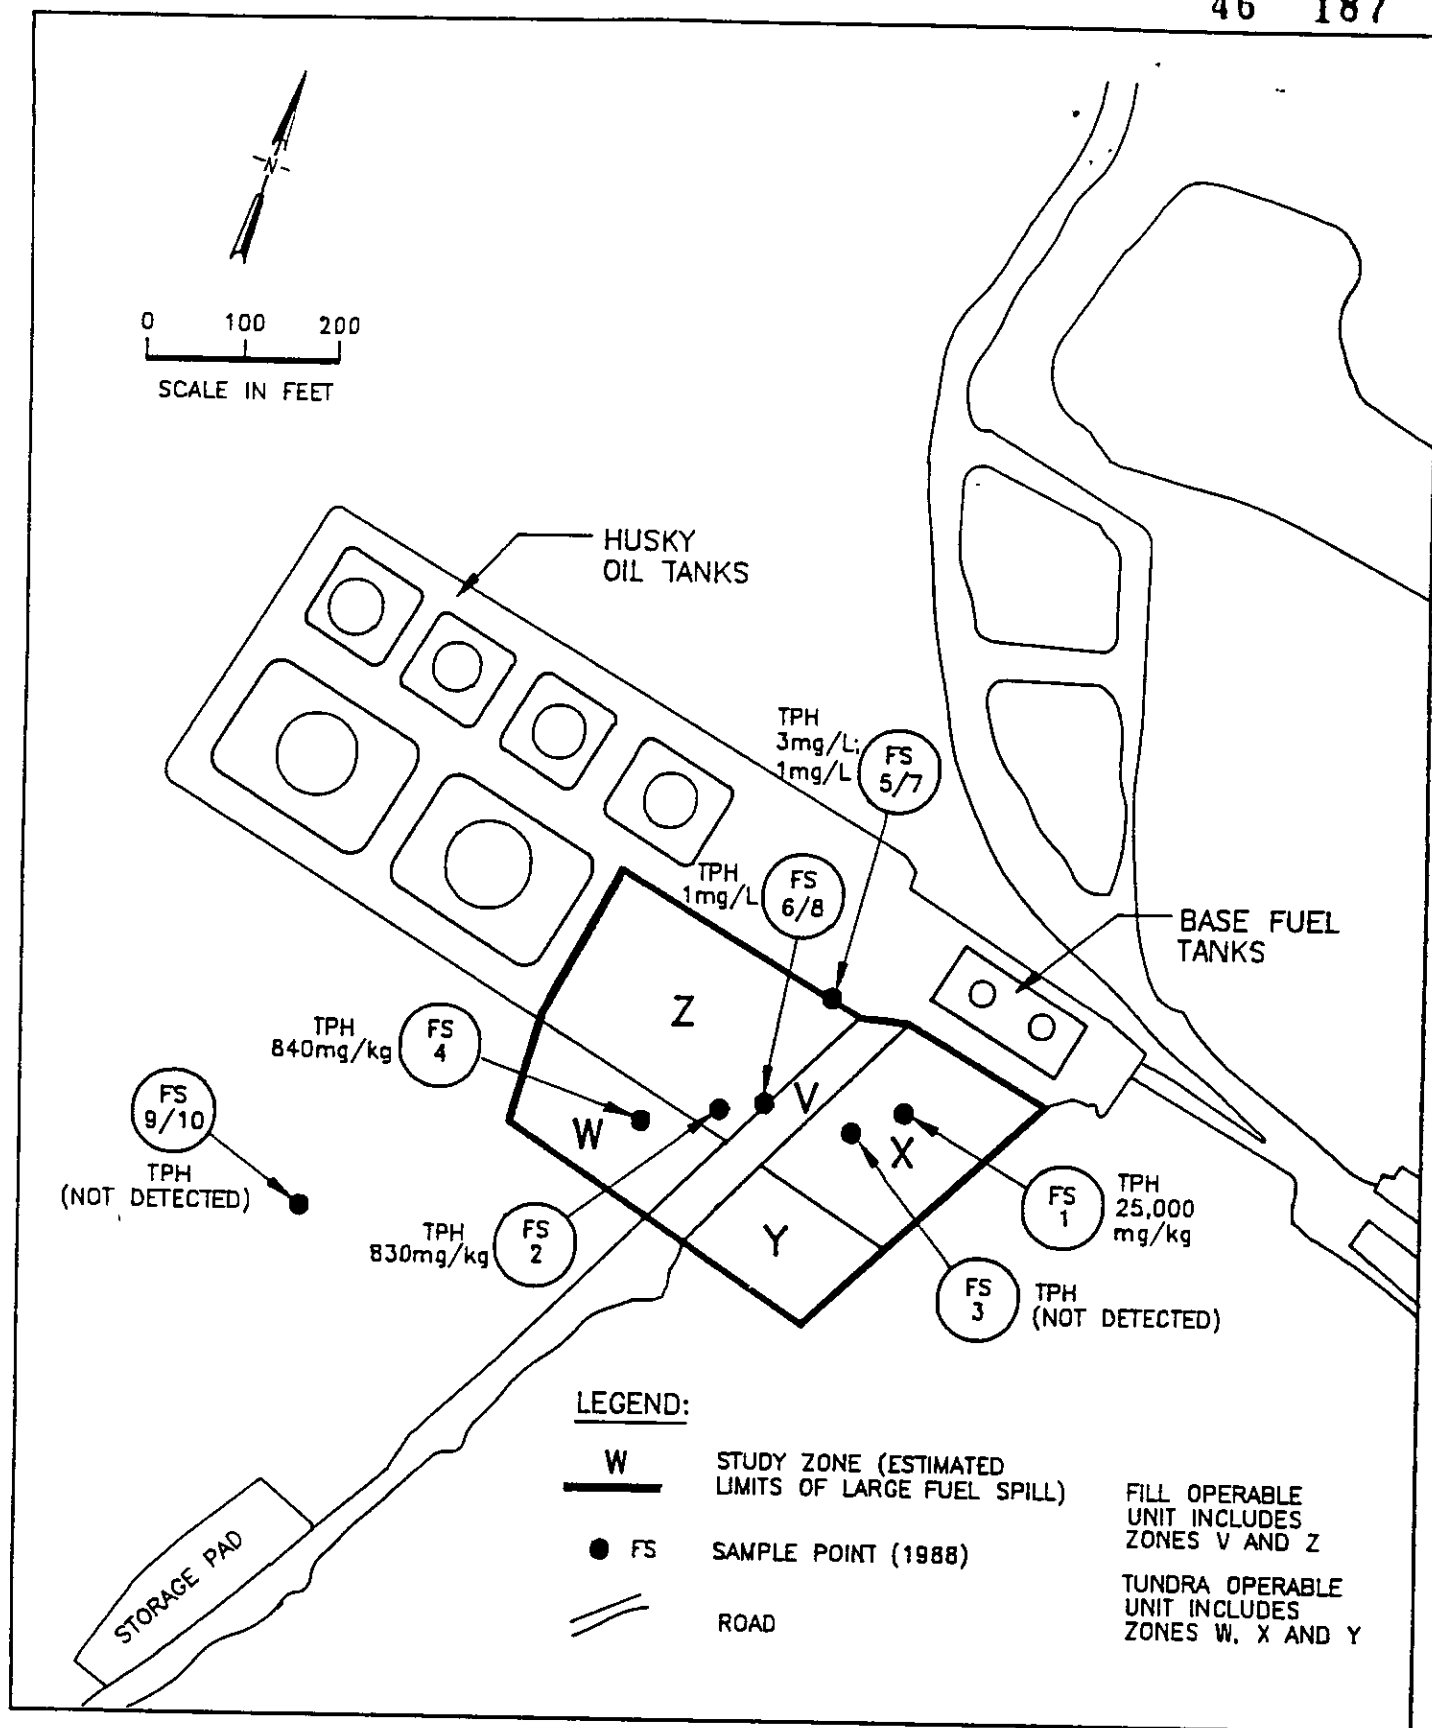 46 187
N
0 100 200
SCALE IN FEET
HUSKY
OIL TANKS
TPH
3mg/L;
1mg/L
FS
5/7
TPH
1mg/L
FS
6/8
BASE FUEL
TANKS
Z
TPH
840mg/kg
FS
4
V
FS
9/10
TPH
(NOT DETECTED)
W
X
FS
1
TPH
25,000
mg/kg
TPH
830mg/kg
FS
2
Y
FS
3
TPH
(NOT DETECTED)
LEGEND:
W
STUDY ZONE (ESTIMATED
LIMITS OF LARGE FUEL SPILL)
FS
SAMPLE POINT (1988)
ROAD
FILL OPERABLE
UNIT INCLUDES
ZONES V AND Z
TUNDRA OPERABLE
UNIT INCLUDES
ZONES W, X AND Y
STORAGE PAD